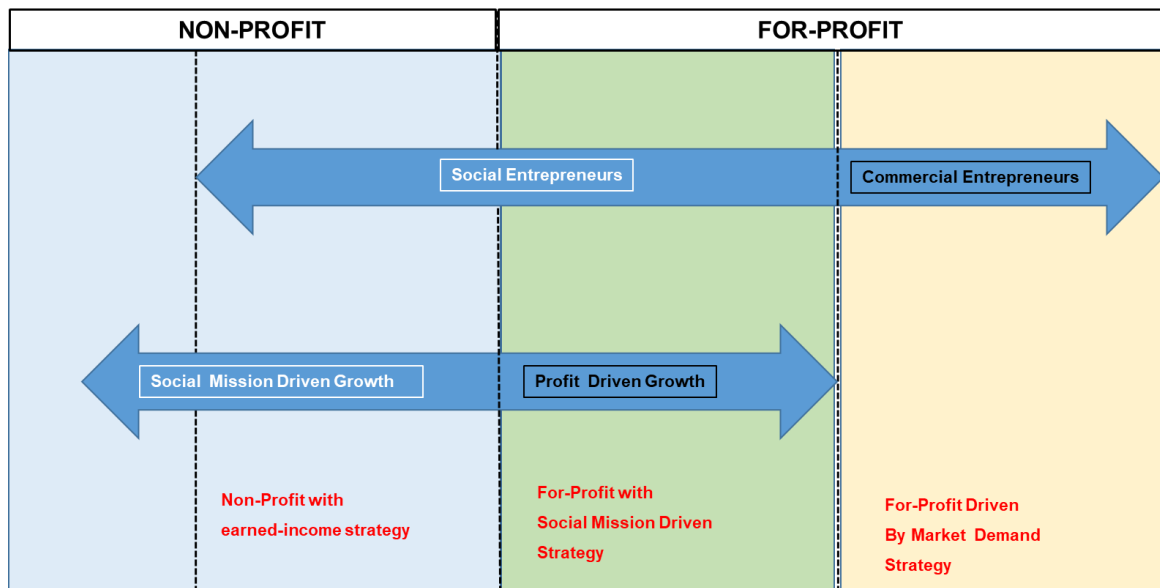 NON-PROFIT
FOR-PROFIT
Social Entrepreneurs
Commercial Entrepreneurs
Social Mission Driven Growth
Profit Driven Growth
Non-Profit with
earned-income strategy
For-Profit with
Social Mission Driven
Strategy
For-Profit Driven
By Market Demand
Strategy